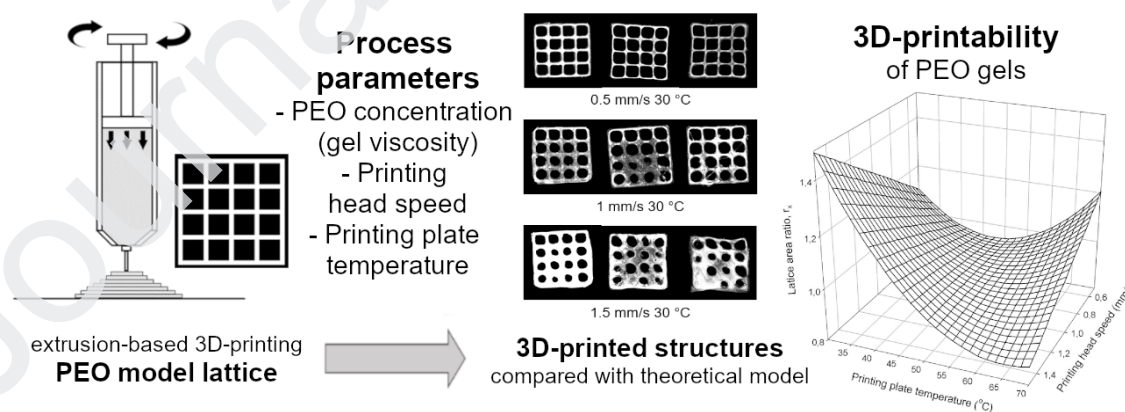 Journal
Process
parameters
- PEO concentration
(gel viscosity)
- Printing
head speed
- Printing plate
temperature
extrusion-based 3D-printing
PEO model lattice
0.5 mm/s 30 °C
1 mm/s 30 °C
1.5 mm/s 30 °C
3D-printed structures
compared with theoretical model
3D-printability
of PEO gels
Lattice area ratio, rₓ
1,4
1,2
1,0
0,8
35 40 45 50 55 60 65 70
Printing plate temperature (°C)
0,6
0,8
1,0
1,2
1,4
Printing head speed (mm/